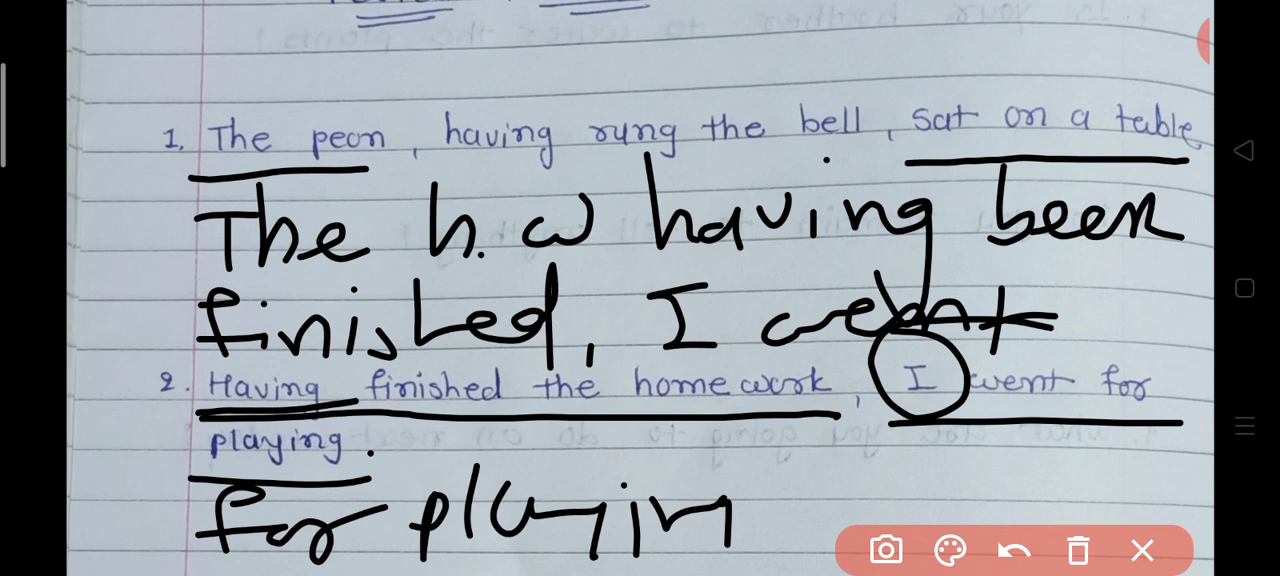 1. The peon, having rung the bell, sat on a table
The h.w having been
finished, I went
2. Having finished the homework, I went for
playing.
for playin